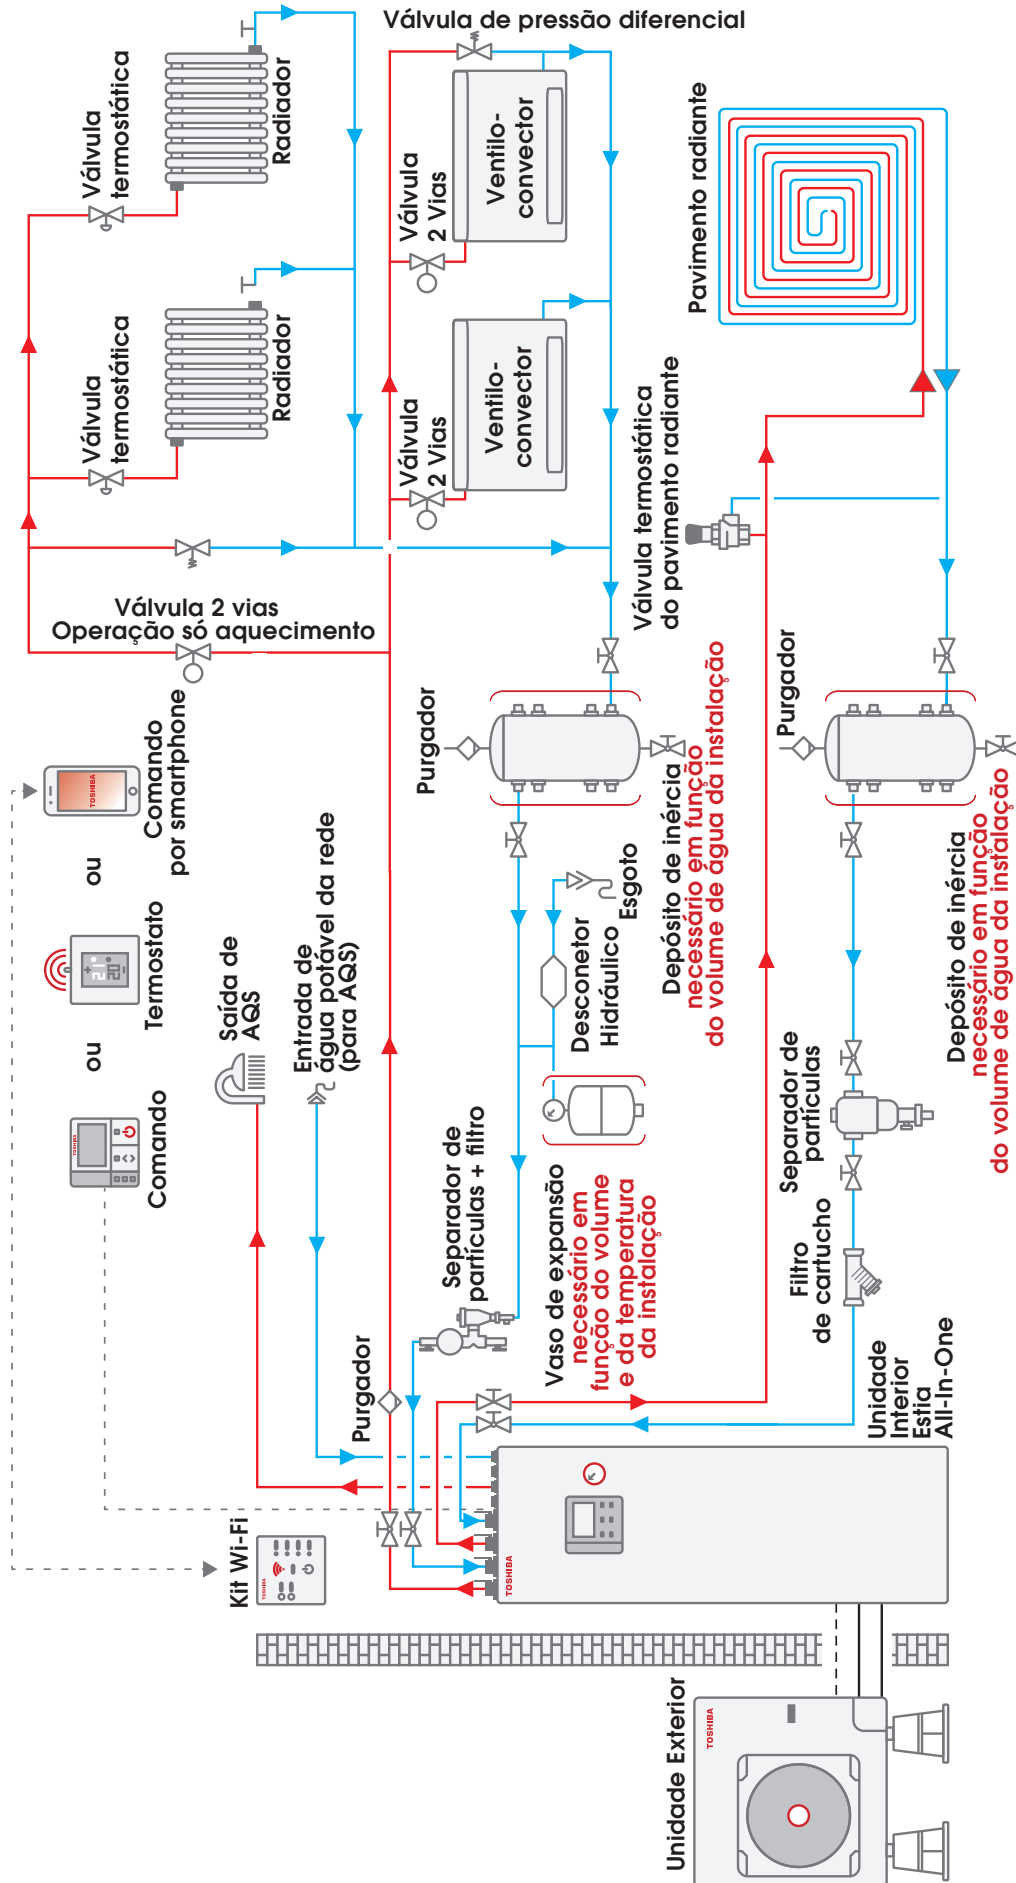 Válvula de pressão diferencial
Válvula
termostática
Radiador
Válvula
termostática
Radiador
Válvula
2 Vias
Ventilo-
convector
Válvula
2 Vias
Ventilo-
convector
Pavimento radiante
Válvula termostática
do pavimento radiante
Válvula 2 vias
Operação só aquecimento
TOSHIBA
Comando
por smartphone
ou
Termostato
ou
TOSHIBA
Comando
Saída de
AQS
Entrada de
água potável da rede
(para AQS)
Purgador
Depósito de inércia
necessário em função
do volume de água da instalação
Esgoto
Desconetor
Hidráulico
Purgador
Depósito de inércia
necessário em função
do volume de água da instalação
Separador de
partículas
Filtro
de cartucho
Separador de
partículas + filtro
Vaso de expansão
necessário em
função do volume
e da temperatura
da instalação
Purgador
Unidade
Interior
Estia
All-In-One
TOSHIBA
Kit Wi-Fi
TOSHIBA
Unidade Exterior
TOSHIBA